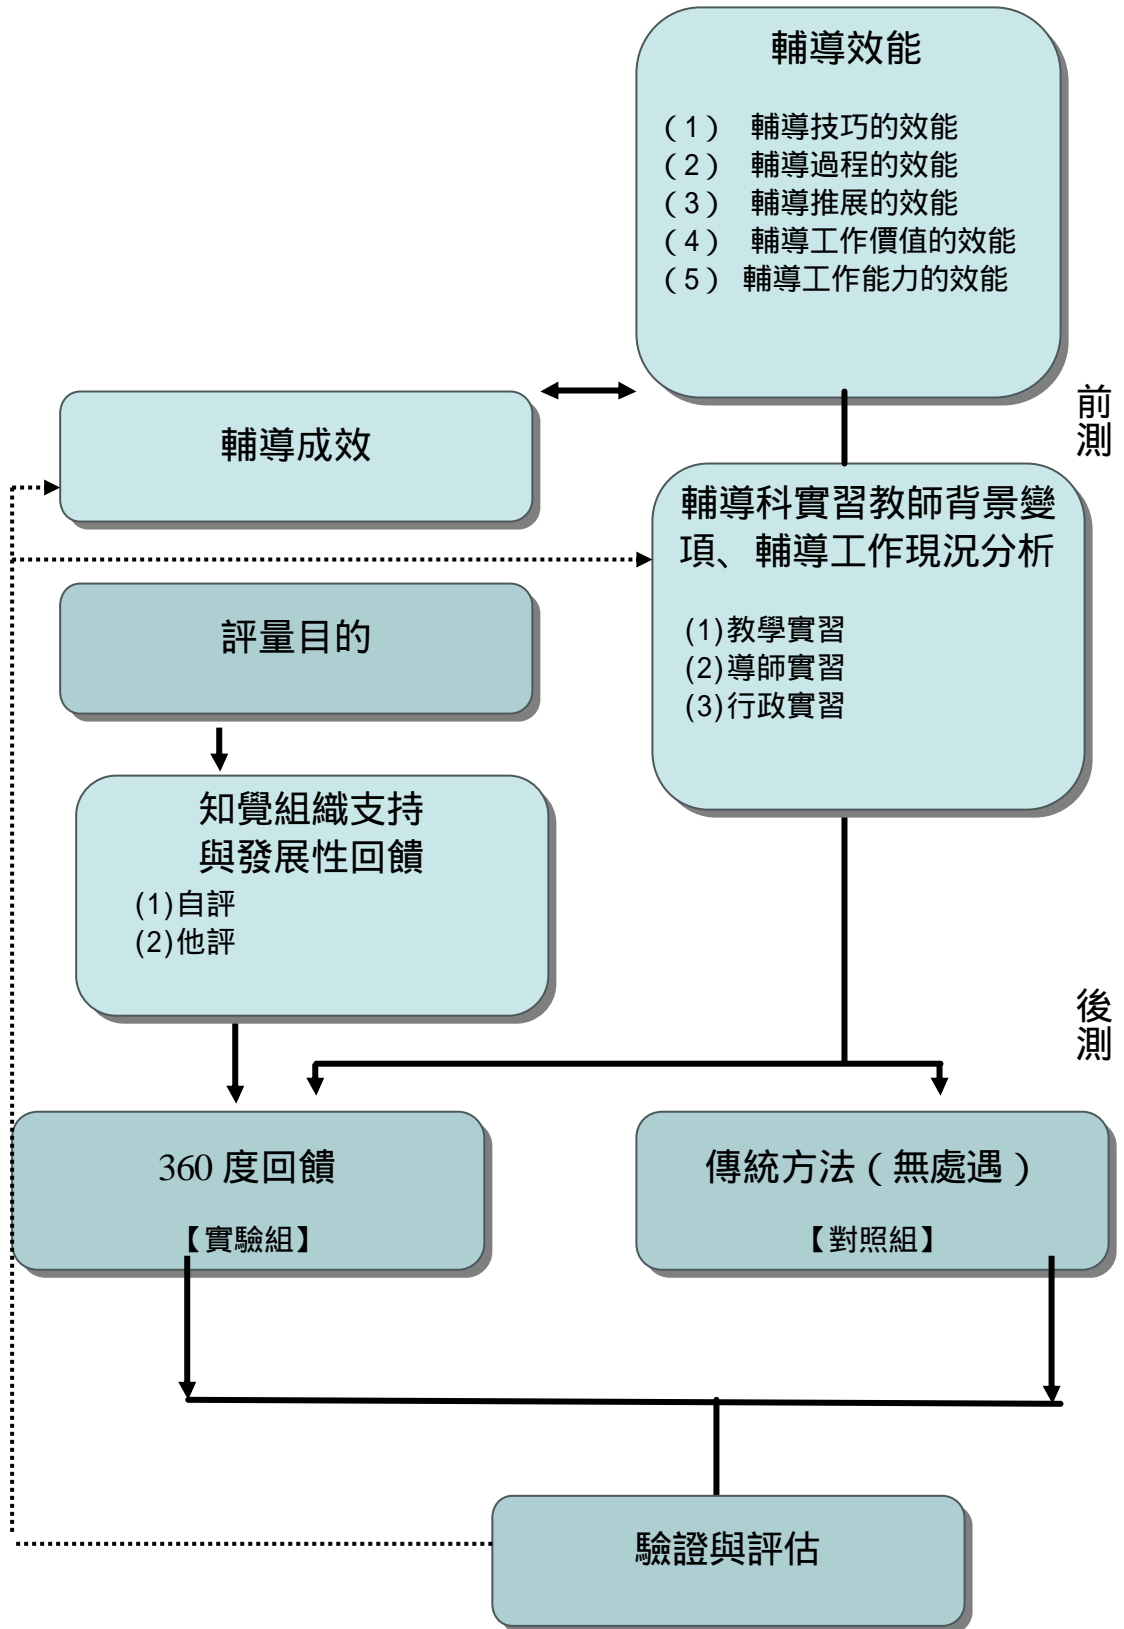 輔導效能
（1） 輔導技巧的效能
（2） 輔導過程的效能
（3） 輔導推展的效能
（4） 輔導工作價值的效能
（5） 輔導工作能力的效能
前
測
輔導成效
輔導科實習教師背景變
項、輔導工作現況分析
(1)教學實習
(2)導師實習
(3)行政實習
評量目的
知覺組織支持
與發展性回饋
(1)自評
(2)他評
後
測
360 度回饋
【實驗組】
傳統方法（無處遇）
【對照組】
驗證與評估